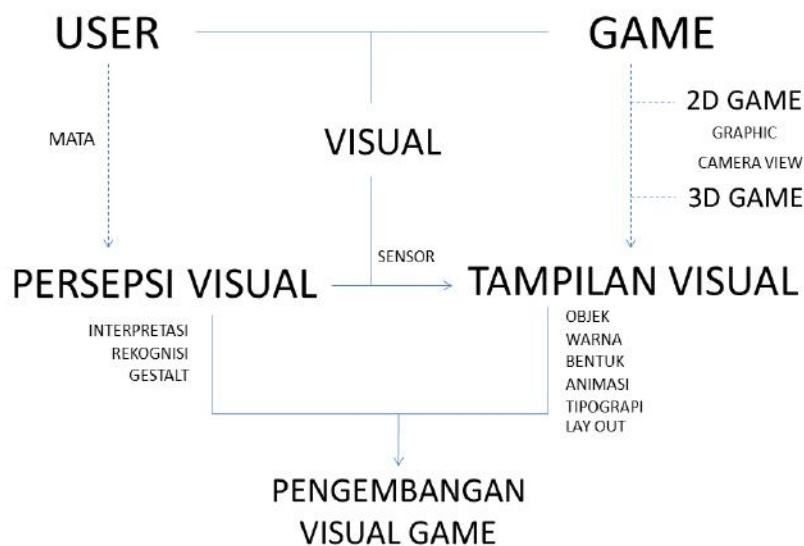 USER
GAME
2D GAME
MATA
VISUAL
GRAPHIC
CAMERA VIEW
3D GAME
SENSOR
PERSEPSI VISUAL
TAMPILAN VISUAL
INTERPRETASI
REKOGNISI
GESTALT
OBJEK
WARNA
BENTUK
ANIMASI
TIPOGRAPI
LAY OUT
PENGEMBANGAN
VISUAL GAME